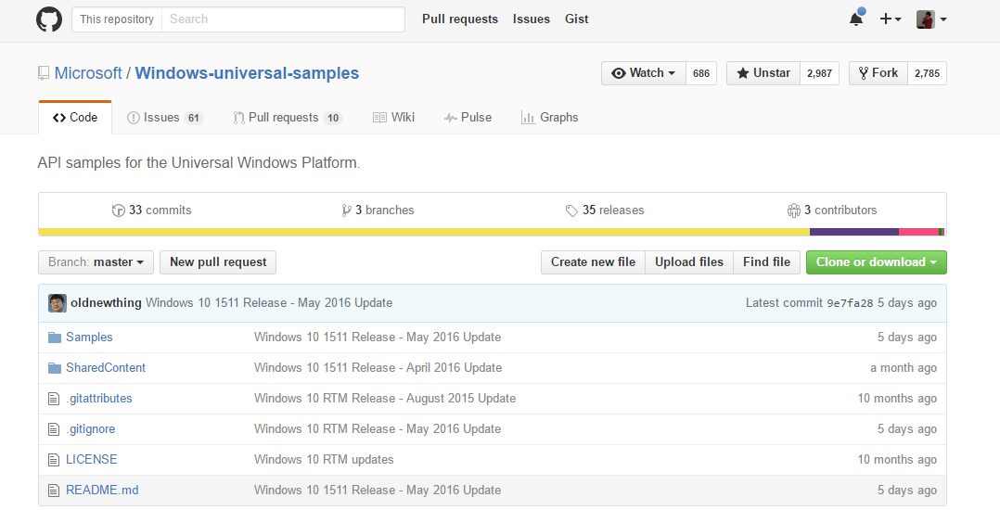 This repository Search Pull requests Issues Gist
Microsoft / Windows-universal-samples Watch 686 Unstar 2,987 Fork 2,785
Code Issues 61 Pull requests 10 Wiki Pulse Graphs
API samples for the Universal Windows Platform.
33 commits 3 branches 35 releases 3 contributors
Branch: master New pull request Create new file Upload files Find file Clone or download
oldnewthing Windows 10 1511 Release - May 2016 Update Latest commit 9e7fa28 5 days ago
Samples Windows 10 1511 Release - May 2016 Update 5 days ago
SharedContent Windows 10 1511 Release - April 2016 Update a month ago
.gitattributes Windows 10 RTM Release - August 2015 Update 10 months ago
.gitignore Windows 10 RTM Release - May 2016 Update 5 days ago
LICENSE Windows 10 RTM updates 10 months ago
README.md Windows 10 1511 Release - May 2016 Update 5 days ago